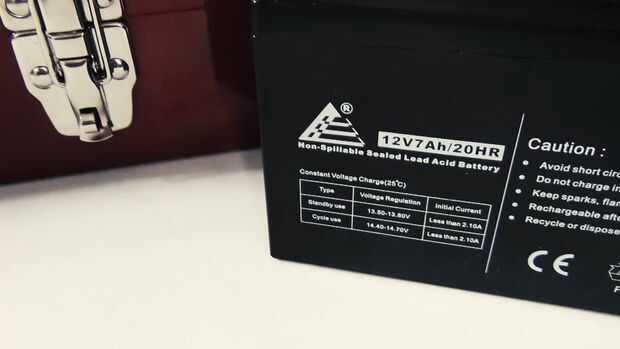 ®
12V7Ah/20HR
Non-Spillable Sealed Lead Acid Battery
Constant Voltage Charge(25℃)
Type Voltage Regulation Initial Current
Standby use 13.50-13.80V Less than 2.10A
Cycle use 14.40-14.70V Less than 2.10A
Caution :
• Avoid short circ
• Do not charge in
• Keep sparks, flam
• Rechargeable afte
• Recycle or dispose
CE